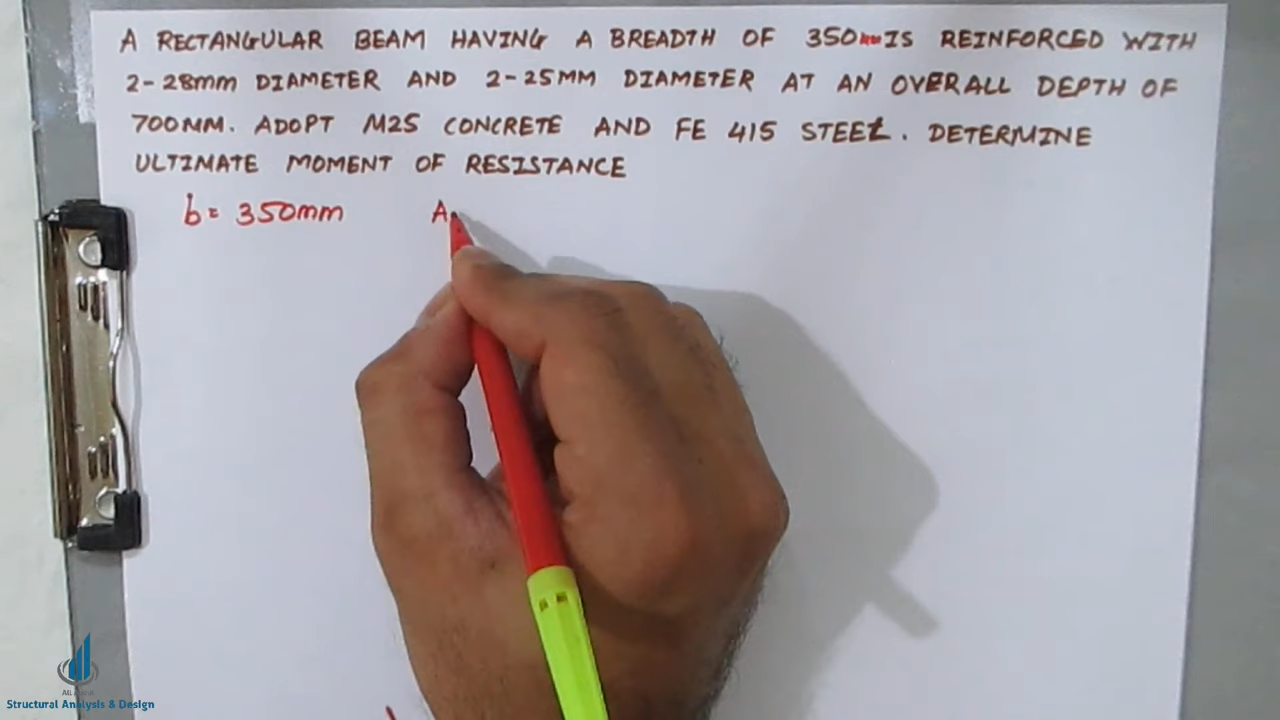 A RECTANGULAR BEAM HAVING A BREADTH OF 350mm IS REINFORCED WITH
2-28mm DIAMETER AND 2-25MM DIAMETER AT AN OVERALL DEPTH OF
700MM. ADOPT M25 CONCRETE AND FE 415 STEEL. DETERMINE
ULTIMATE MOMENT OF RESISTANCE
b= 350mm A
Structural Analysis & Design